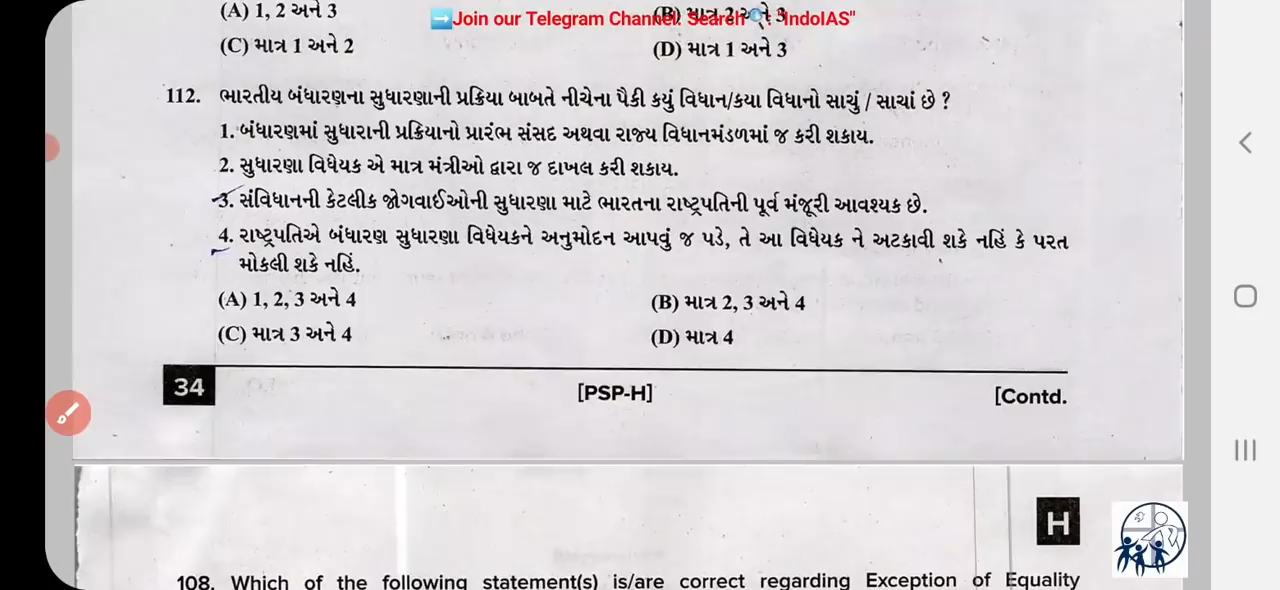 (A) 1, 2 અને 3
(B) માત્ર 2 અને 3
➡Join our Telegram Channel: Search : "IndoIAS"
(C) માત્ર 1 અને 2
(D) માત્ર 1 અને 3
112. ભારતીય બંધારણના સુધારણાની પ્રક્રિયા બાબતે નીચેના પૈકી કયું વિધાન/કયા વિધાનો સાચું / સાચાં છે ?
1. બંધારણમાં સુધારાની પ્રક્રિયાનો પ્રારંભ સંસદ અથવા રાજ્ય વિધાનમંડળમાં જ કરી શકાય.
2. સુધારણા વિધેયક એ માત્ર મંત્રીઓ દ્વારા જ દાખલ કરી શકાય.
3. સંવિધાનની કેટલીક જોગવાઈઓની સુધારણા માટે ભારતના રાષ્ટ્રપતિની પૂર્વ મંજૂરી આવશ્યક છે.
4. રાષ્ટ્રપતિએ બંધારણ સુધારણા વિધેયકને અનુમોદન આપવું જ પડે, તે આ વિધેયક ને અટકાવી શકે નહિં કે પરત
મોકલી શકે નહિં.
(A) 1, 2, 3 અને 4
(B) માત્ર 2, 3 અને 4
(C) માત્ર 3 અને 4
(D) માત્ર 4
34
[PSP-H]
[Contd.
H
108. Which of the following statement(s) is/are correct regarding Exception of Equality